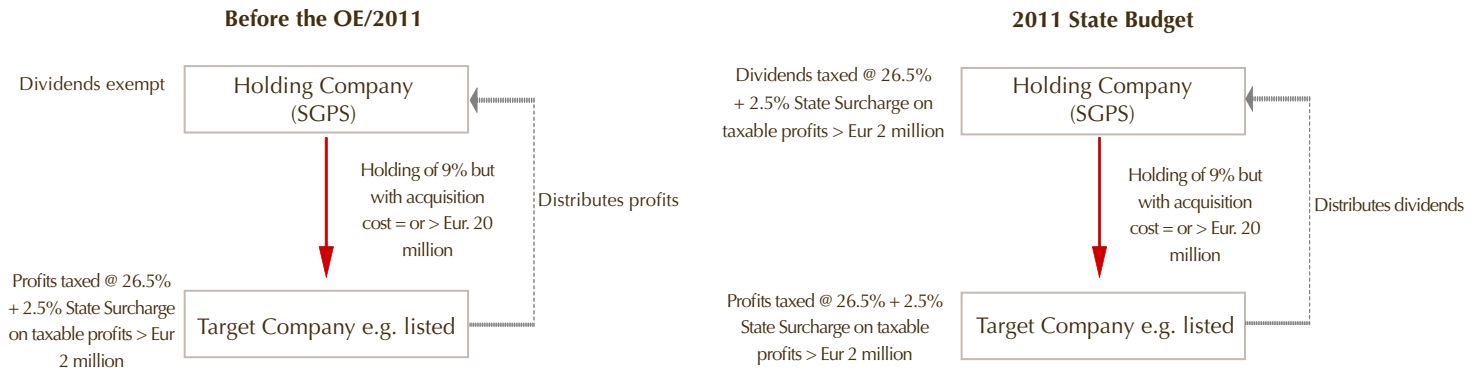 Before the OE/2011
Dividends exempt
Holding Company
(SGPS)
Holding of 9% but
with acquisition
cost = or > Eur. 20
million
Distributes profits
Profits taxed @ 26.5%
+ 2.5% State Surcharge
on taxable profits > Eur
2 million
Target Company e.g. listed
2011 State Budget
Dividends taxed @ 26.5%
+ 2.5% State Surcharge on
taxable profits > Eur 2 million
Holding Company
(SGPS)
Holding of 9% but
with acquisition
cost = or > Eur. 20
million
Distributes dividends
Profits taxed @ 26.5% + 2.5%
State Surcharge on taxable
profits > Eur 2 million
Target Company e.g. listed